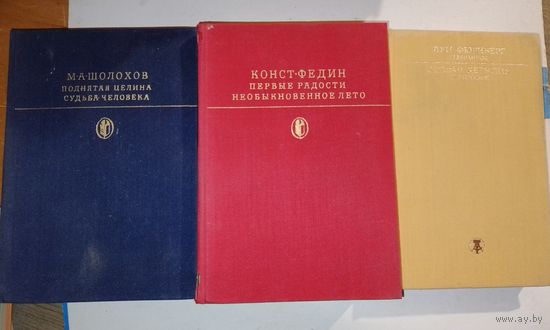 М·А·ШОЛОХОВ
ПОДНЯТАЯ ЦЕЛИНА
СУДЬБА·ЧЕЛОВЕКА
КОНСТ·ФЕДИН
ПЕРВЫЕ РАДОСТИ
НЕОБЫКНОВЕННОЕ ЛЕТО
www.ay.by